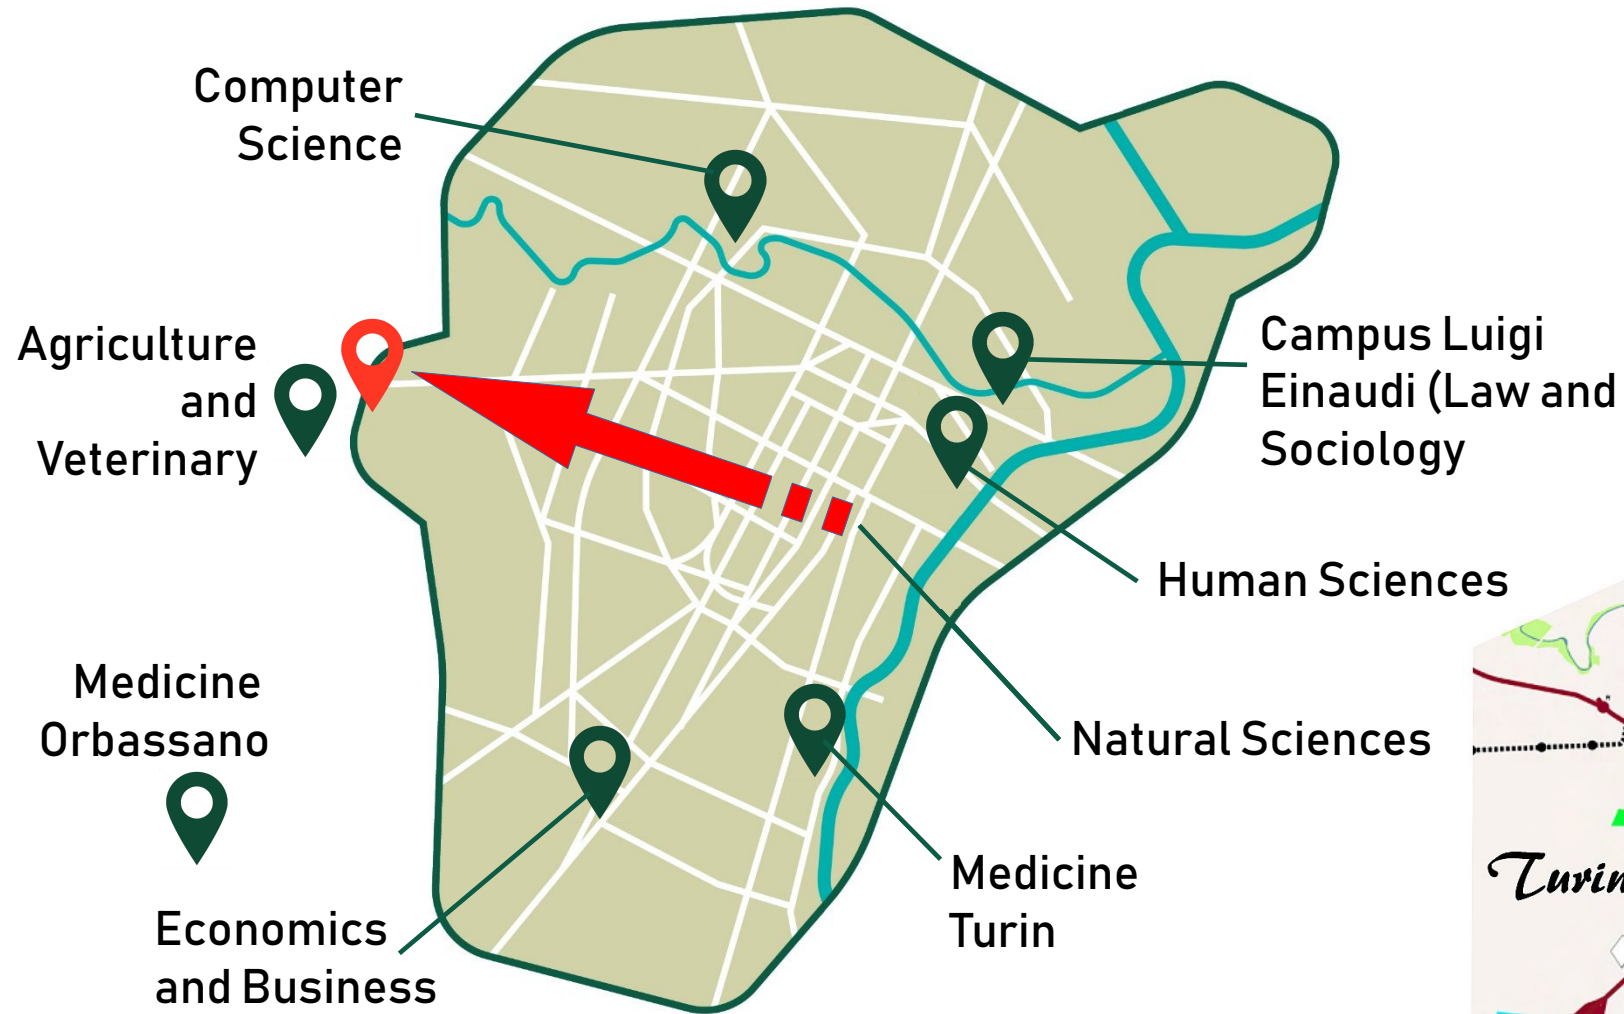 Computer
Science
Agriculture
and
Veterinary
Campus Luigi
Einaudi (Law and
Sociology
Human Sciences
Medicine
Orbassano
Natural Sciences
Medicine
Turin
Economics
and Business